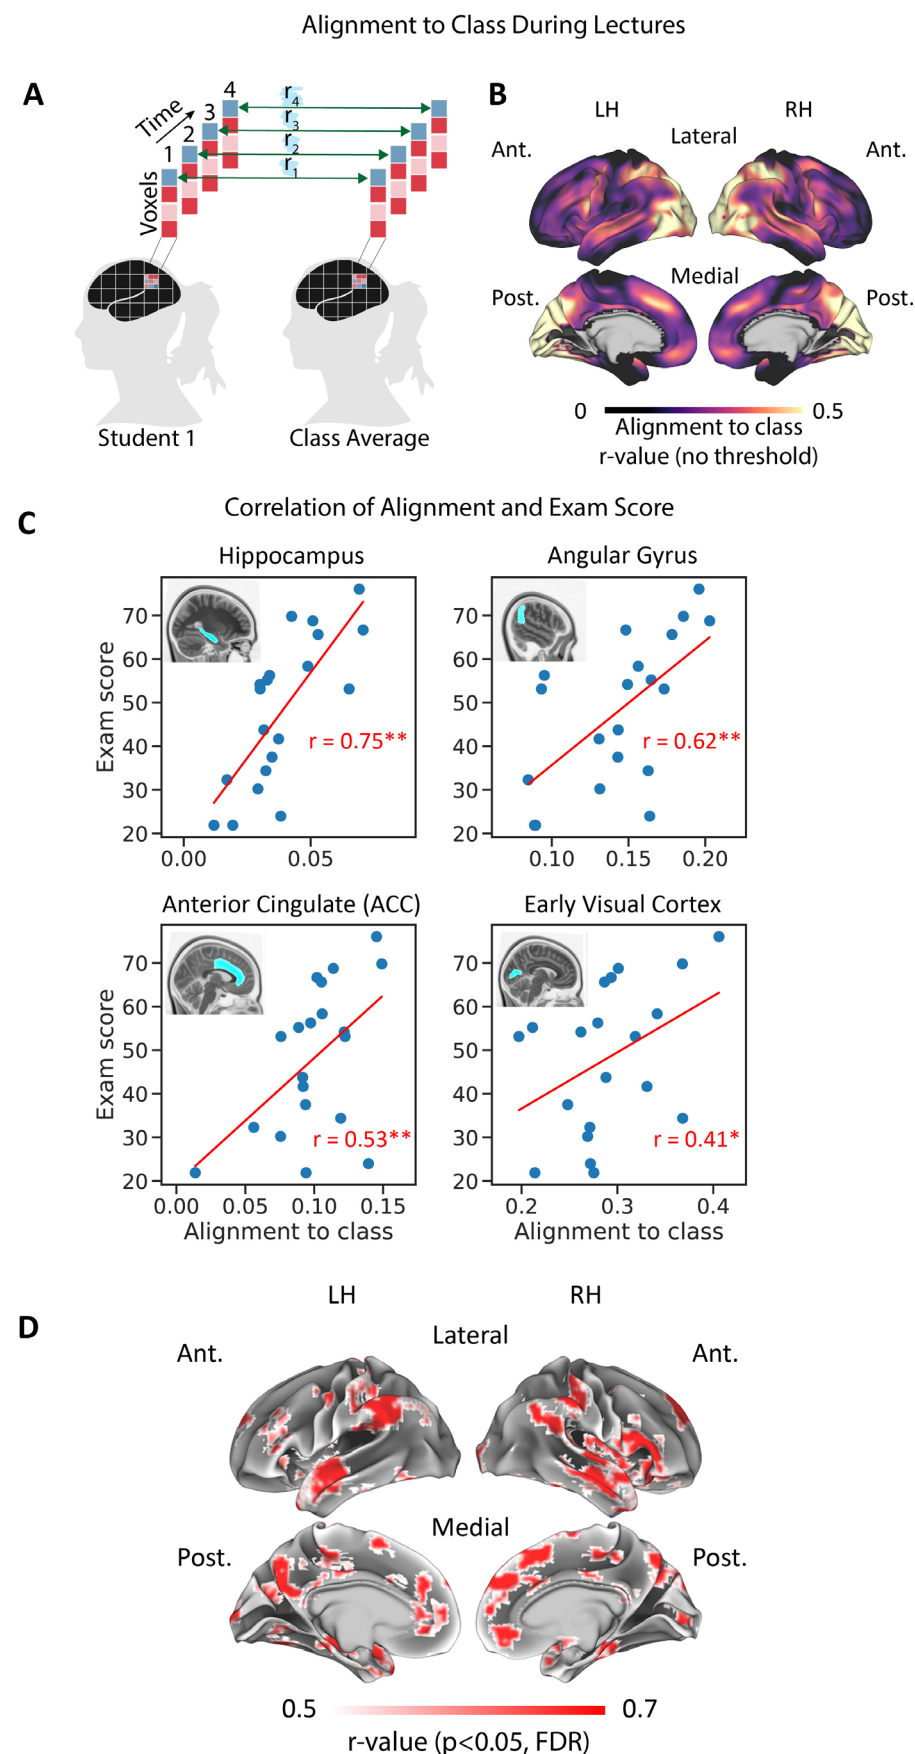 Alignment to Class During Lectures
A
Time
1
2
3
4
Voxels
r4
r3
r2
r1
Student 1
Class Average
B
LH
RH
Lateral
Ant.
Ant.
Medial
Post.
Post.
0
0.5
Alignment to class
r-value (no threshold)
C
Correlation of Alignment and Exam Score
Hippocampus
Exam score
70
60
50
40
30
20
r = 0.75**
0.00
0.05
Angular Gyrus
70
60
50
40
30
20
r = 0.62**
0.10
0.15
0.20
Anterior Cingulate (ACC)
Exam score
70
60
50
40
30
20
r = 0.53**
0.00
0.05
0.10
0.15
Alignment to class
Early Visual Cortex
70
60
50
40
30
20
r = 0.41*
0.2
0.3
0.4
Alignment to class
D
LH
RH
Lateral
Ant.
Ant.
Medial
Post.
Post.
0.5
0.7
r-value (p<0.05, FDR)